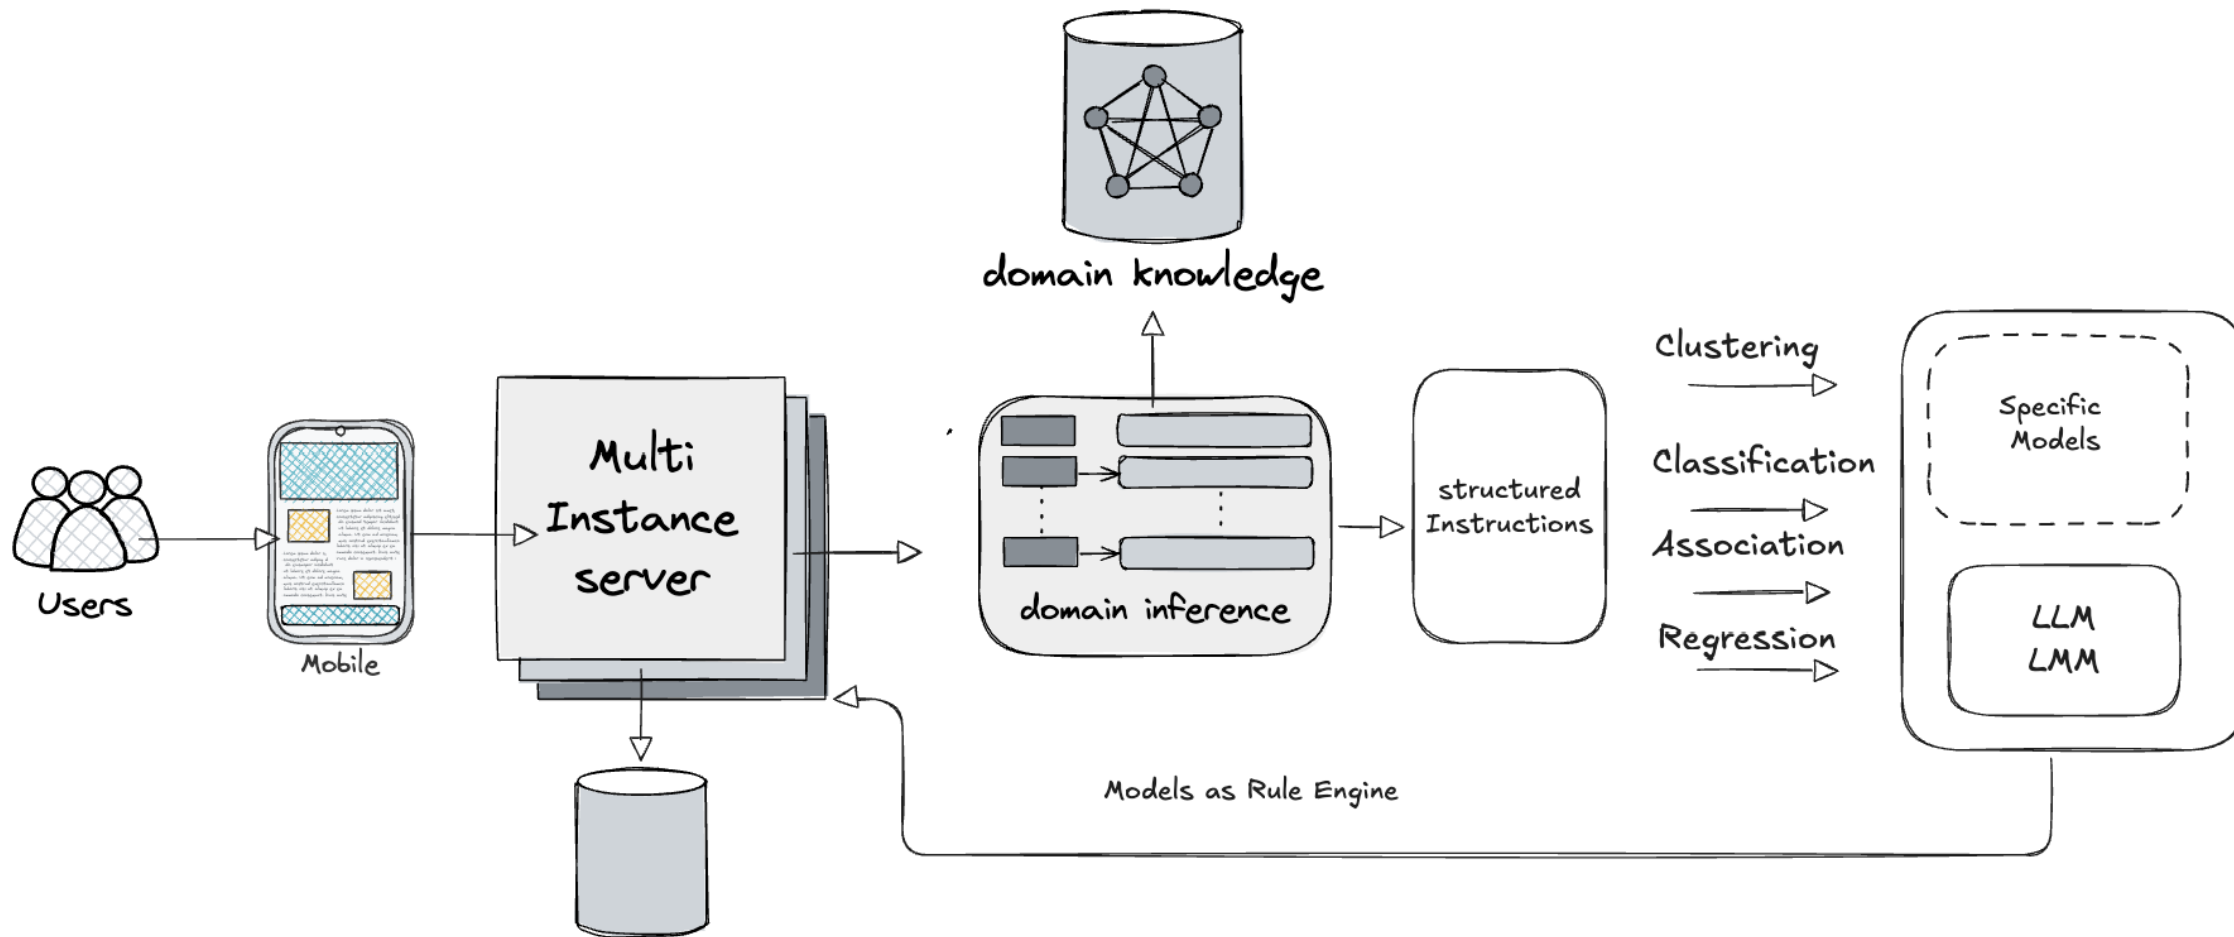 domain knowledge
Users
Mobile
Multi
Instance
server
domain inference
structured
Instructions
Clustering
Classification
Association
Regression
Specific
Models
LLM
LMM
Models as Rule Engine